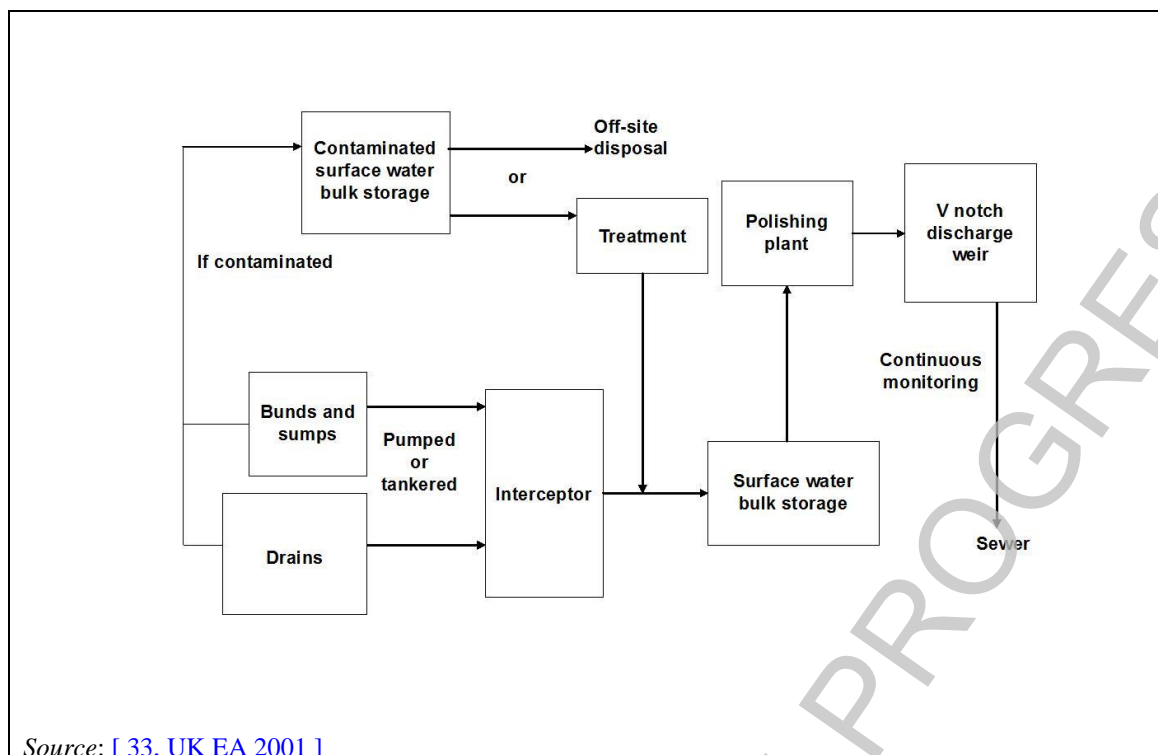 Off-site
disposal
Contaminated
surface water
bulk storage
or
Treatment
Polishing
plant
V notch
discharge
weir
If contaminated
Continuous
monitoring
Bunds and
sumps
Pumped
or
tankered
Interceptor
Surface water
bulk storage
Drains
Sewer
PROGRES
Source: [ 33, UK EA 2001 ]